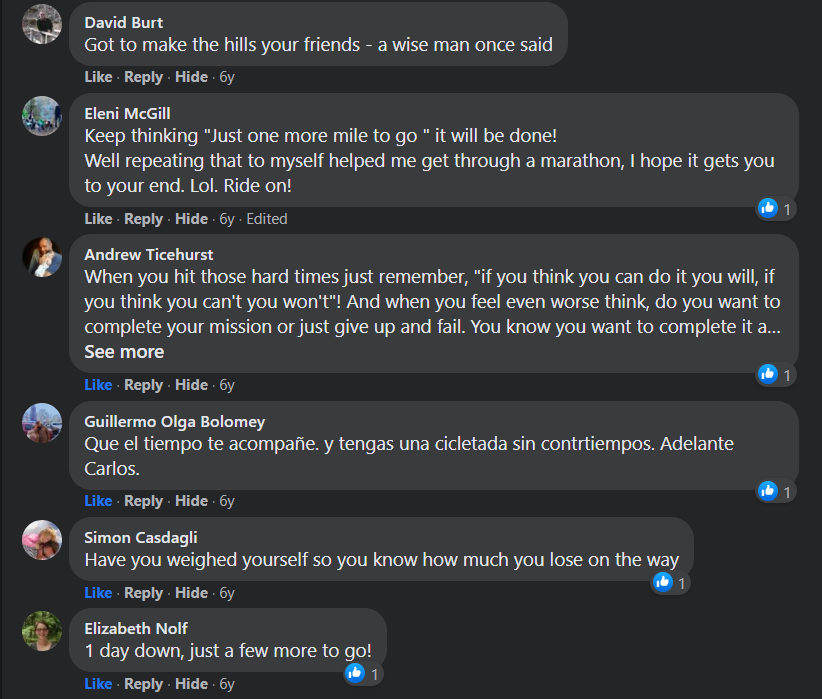 David Burt
Got to make the hills your friends - a wise man once said
Like · Reply · Hide · 6y
Eleni McGill
Keep thinking "Just one more mile to go " it will be done!
Well repeating that to myself helped me get through a marathon, I hope it gets you
to your end. Lol. Ride on!
1
Like · Reply · Hide · 6y · Edited
Andrew Ticehurst
When you hit those hard times just remember, "if you think you can do it you will, if
you think you can't you won't"! And when you feel even worse think, do you want to
complete your mission or just give up and fail. You know you want to complete it a...
See more
1
Like · Reply · Hide · 6y
Guillermo Olga Bolomey
Que el tiempo te acompañe. y tengas una cicletada sin contrtiempos. Adelante
Carlos.
1
Like · Reply · Hide · 6y
Simon Casdagli
Have you weighed yourself so you know how much you lose on the way
1
Like · Reply · Hide · 6y
Elizabeth Nolf
1 day down, just a few more to go!
1
Like · Reply · Hide · 6y